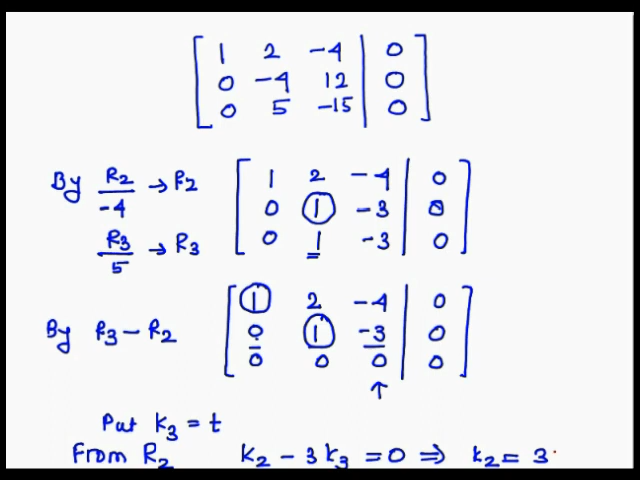 1 2 -4 | 0
0 -4 12 | 0
0 5 -15 | 0
By R2/-4 → R2
R3/5 → R3
1 2 -4 | 0
0 1 -3 | 0
0 1 -3 | 0
By R3 - R2
1 2 -4 | 0
0 1 -3 | 0
0 0 0 | 0
↑
Put k3 = t
From R2 k2 - 3k3 = 0 ⇒ k2 = 3